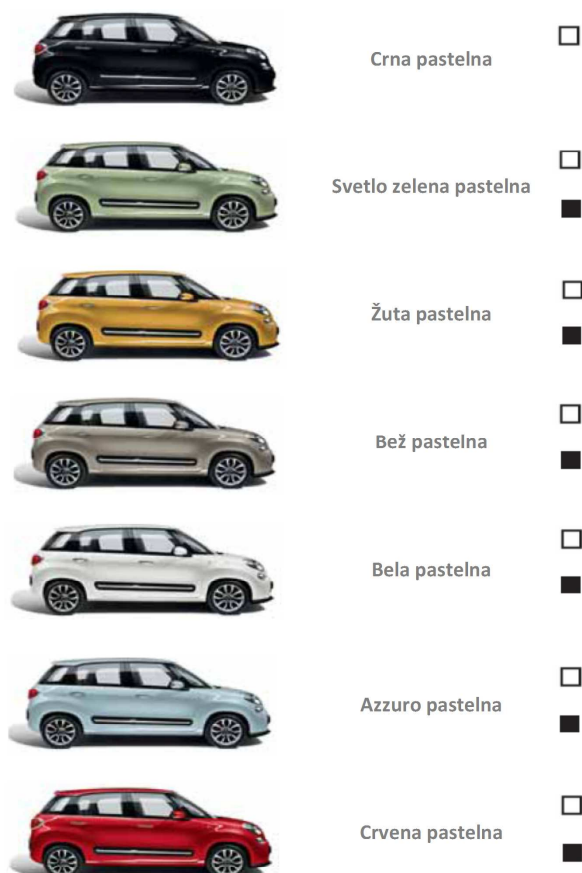 Crna pastelna
Svetlo zelena pastelna
Žuta pastelna
Bež pastelna
Bela pastelna
Azzuro pastelna
Crvena pastelna